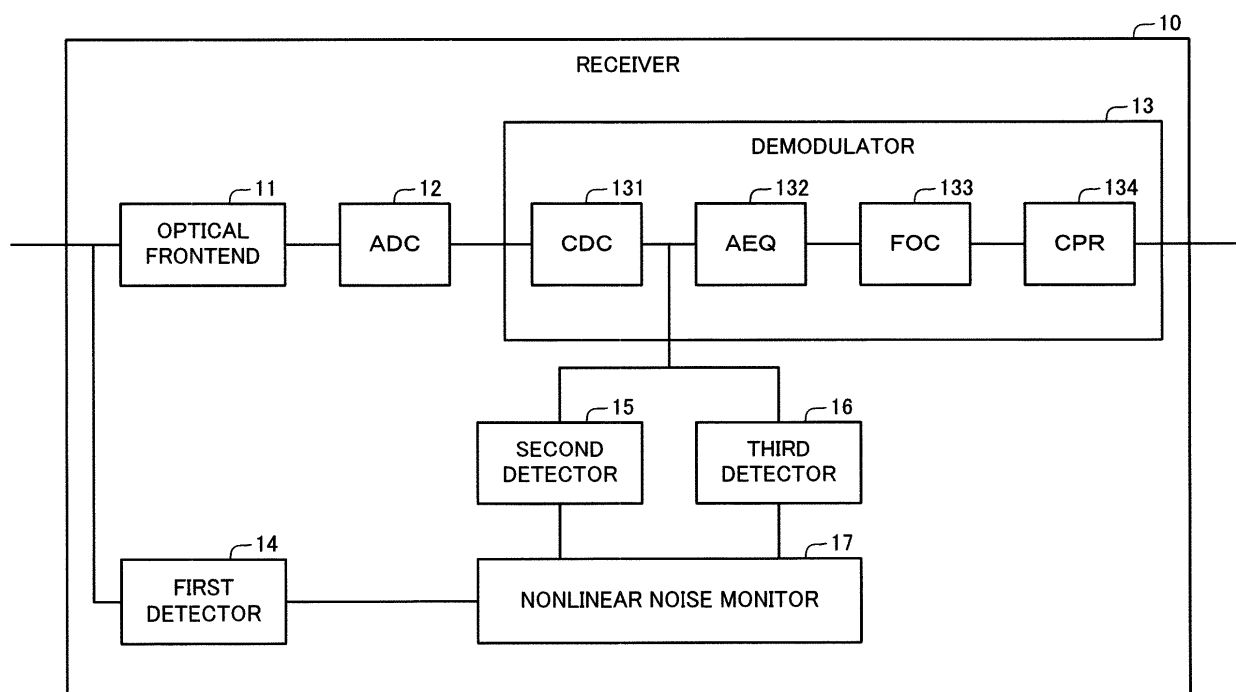 10
RECEIVER
13
DEMODULATOR
11
12
131
132
133
134
OPTICAL
FRONTEND
ADC
CDC
AEQ
FOC
CPR
15
16
SECOND
DETECTOR
THIRD
DETECTOR
14
17
FIRST
DETECTOR
NONLINEAR NOISE MONITOR